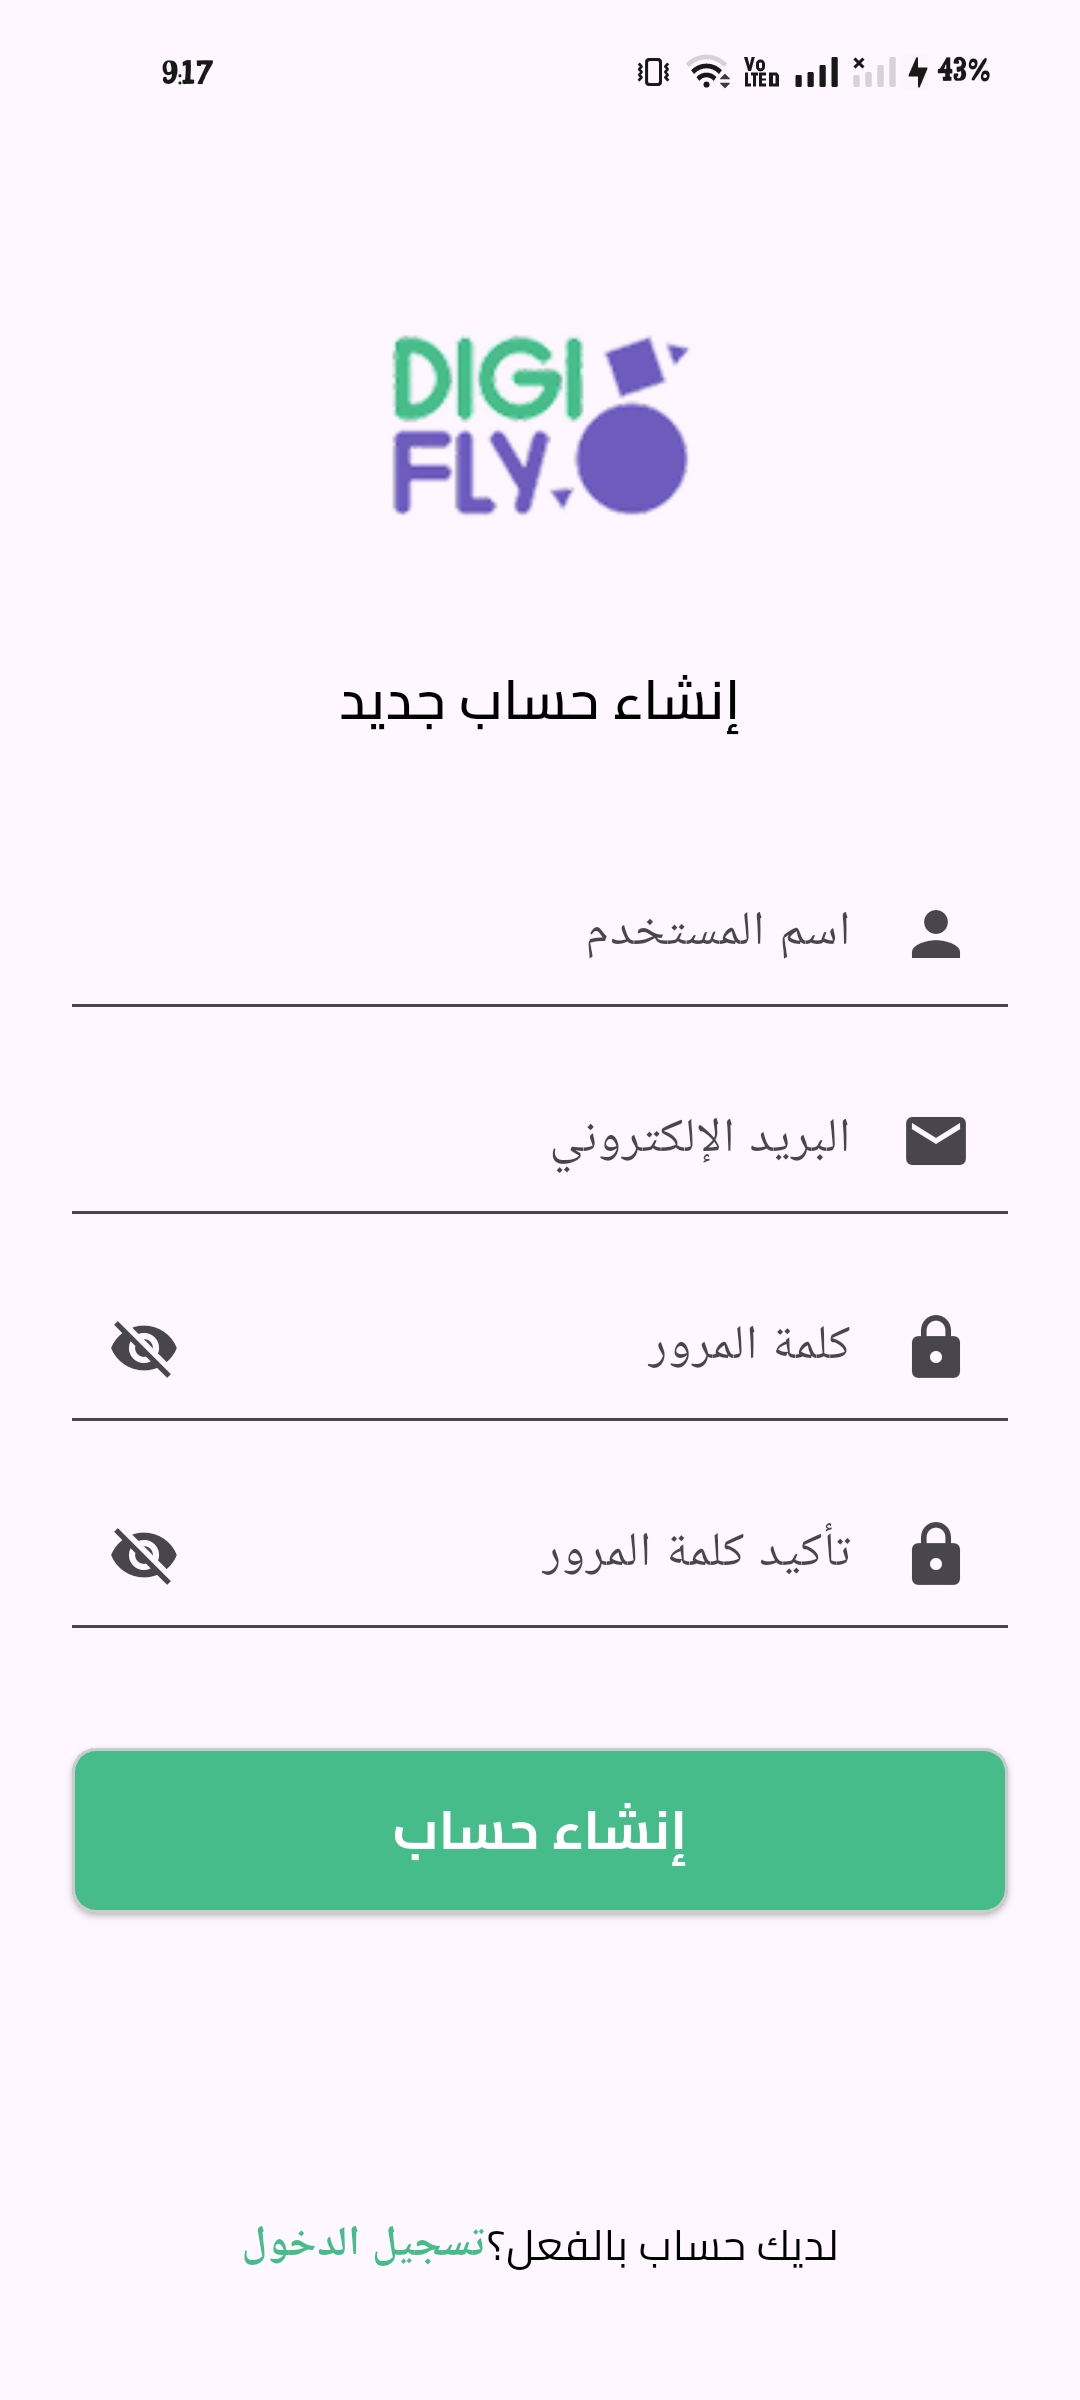 9:17
Vo LTE 43%
DIGI
FLY
إنشاء حساب جديد
اسم المستخدم
البريد الإلكتروني
كلمة المرور
تأكيد كلمة المرور
إنشاء حساب
لديك حساب بالفعل؟تسجيل الدخول